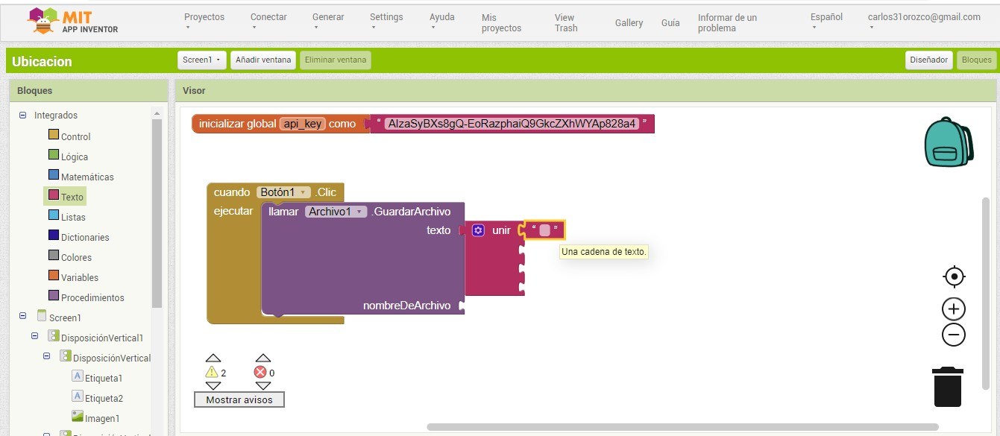 MIT
APP INVENTOR
Proyectos
Conectar
Generar
Settings
Ayuda
Mis proyectos
View Trash
Gallery
Guía
Informar de un problema
Español
carlos31orozco@gmail.com
Ubicacion
Screen1
Añadir ventana
Eliminar ventana
Diseñador
Bloques
Bloques
Visor
Integrados
Control
Lógica
Matemáticas
Texto
Listas
Dictionaries
Colores
Variables
Procedimientos
Screen1
DisposiciónVertical1
DisposiciónVertical
Etiqueta1
Etiqueta2
Imagen1
inicializar global api_key como “ AIzaSyBXs8gQ-EoRazphaiQ9GkcZXhWYAp828a4 ”
cuando Botón1 .Clic
ejecutar llamar Archivo1 .GuardarArchivo
texto unir “ ”
Una cadena de texto.
nombreDeArchivo
2 0
Mostrar avisos